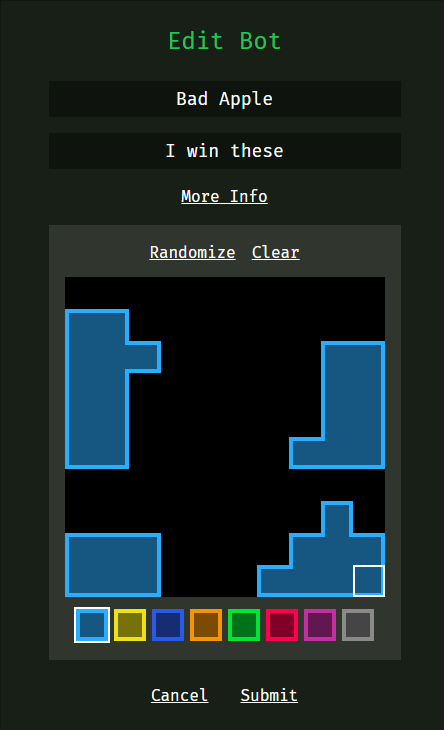 Edit Bot
Bad Apple
I win these
More Info
Randomize Clear
Cancel Submit